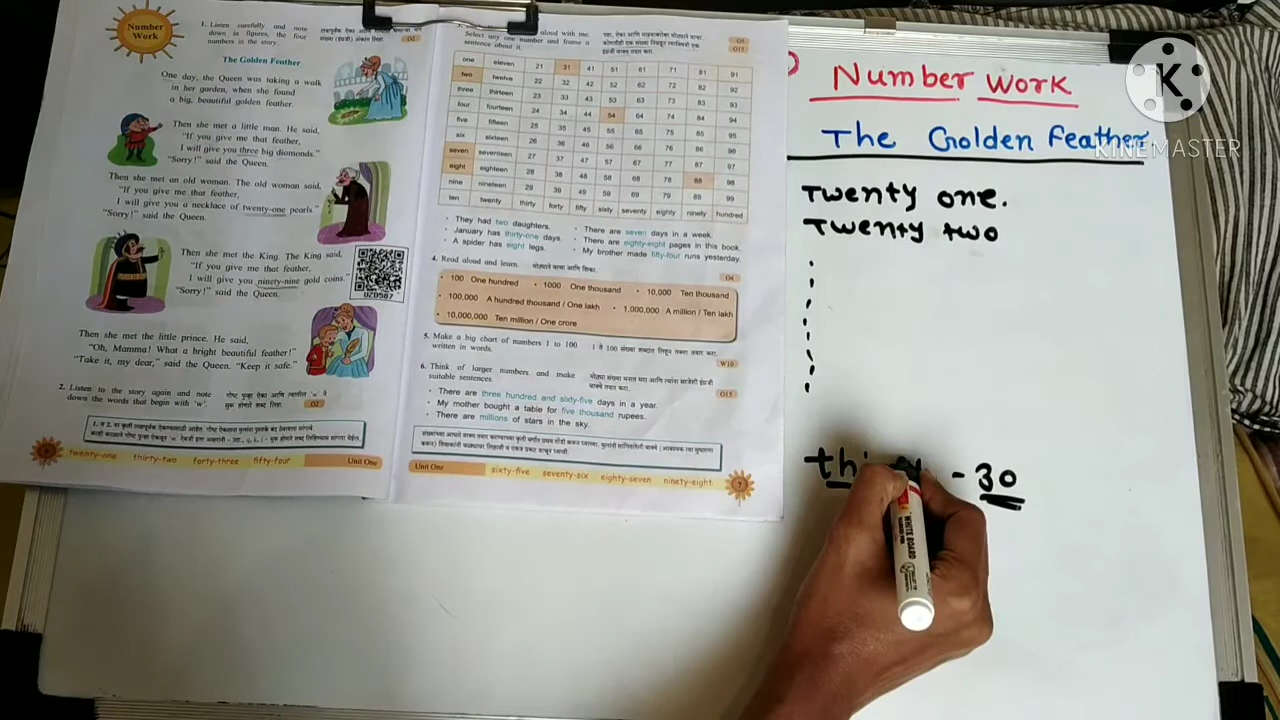 Number
Work
1. Listen carefully and note
down in figures, the four
numbers in the story.
The Golden Feather
One day, the Queen was taking a walk
in her garden, when she found
a big, beautiful golden feather.
Then she met a little man. He said,
"If you give me that feather,
I will give you three big diamonds."
"Sorry!" said the Queen.
Then she met an old woman. The old woman said,
"If you give me that feather,
I will give you a necklace of twenty-one pearls."
"Sorry!" said the Queen.
Then she met the King. The King said,
"If you give me that feather,
I will give you ninety-nine gold coins."
"Sorry!" said the Queen.
Then she met the little prince. He said,
"Oh, Mamma! What a bright beautiful feather!"
"Take it, my dear," said the Queen. "Keep it safe."
2. Listen to the story again and note
down the words that begin with 'w'.
twenty-one thirty-two forty-three fifty-four Unit One
aloud with me.
Select any one number and frame a
sentence about it.
one eleven 21 31 41 51 61 71 81 91
two twelve 22 32 42 52 62 72 82 92
three thirteen 23 33 43 53 63 73 83 93
four fourteen 24 34 44 54 64 74 84 94
five fifteen 25 35 45 55 65 75 85 95
six sixteen 26 36 46 56 66 76 86 96
seven seventeen 27 37 47 57 67 77 87 97
eight eighteen 28 38 48 58 68 78 88 98
nine nineteen 29 39 49 59 69 79 89 99
ten twenty thirty forty fifty sixty seventy eighty ninety hundred
• They had two daughters. • There are seven days in a week.
• January has thirty-one days. • There are eighty-eight pages in this book.
• A spider has eight legs. • My brother made fifty-four runs yesterday.
4. Read aloud and learn. मोठ्याने वाचा आणि शिका.
• 100 One hundred • 1000 One thousand • 10,000 Ten thousand
• 100,000 A hundred thousand / One lakh • 1,000,000 A million / Ten lakh
• 10,000,000 Ten million / One crore
5. Make a big chart of numbers 1 to 100
written in words.
6. Think of larger numbers and make
suitable sentences.
• There are three hundred and sixty-five days in a year.
• My mother bought a table for five thousand rupees.
• There are millions of stars in the sky.
Unit One sixty-five seventy-six eighty-seven ninety-eight 7
Number Work
The Golden Feather
Twenty one.
Twenty two
- 30
K
KINEMASTER
WHITE BOARD